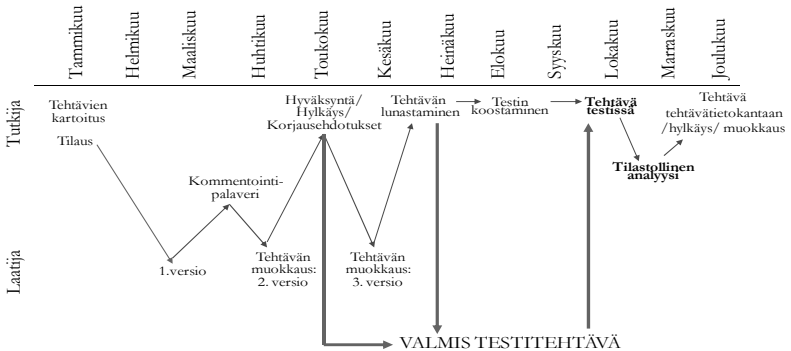 Tammikuu
Helmikuu
Maaliskuu
Huhtikuu
Toukokuu
Kesäkuu
Heinäkuu
Elokuu
Syyskuu
Lokakuu
Marraskuu
Joulukuu
Tutkija
Tehtävien
kartoitus
Tilaus
Hyväksyntä/
Hylkäys/
Korjausehdotukset
Tehtävän
lunastaminen
Testin
koostaminen
Tehtävä
testissä
Tehtävä
tehtävätietokantaan
/hylkäys/ muokkaus
Tilastollinen
analyysi
Kommentointi-
palaveri
Laatija
1.versio
Tehtävän
muokkaus:
2. versio
Tehtävän
muokkaus:
3. versio
VALMIS TESTITEHTÄVÄ